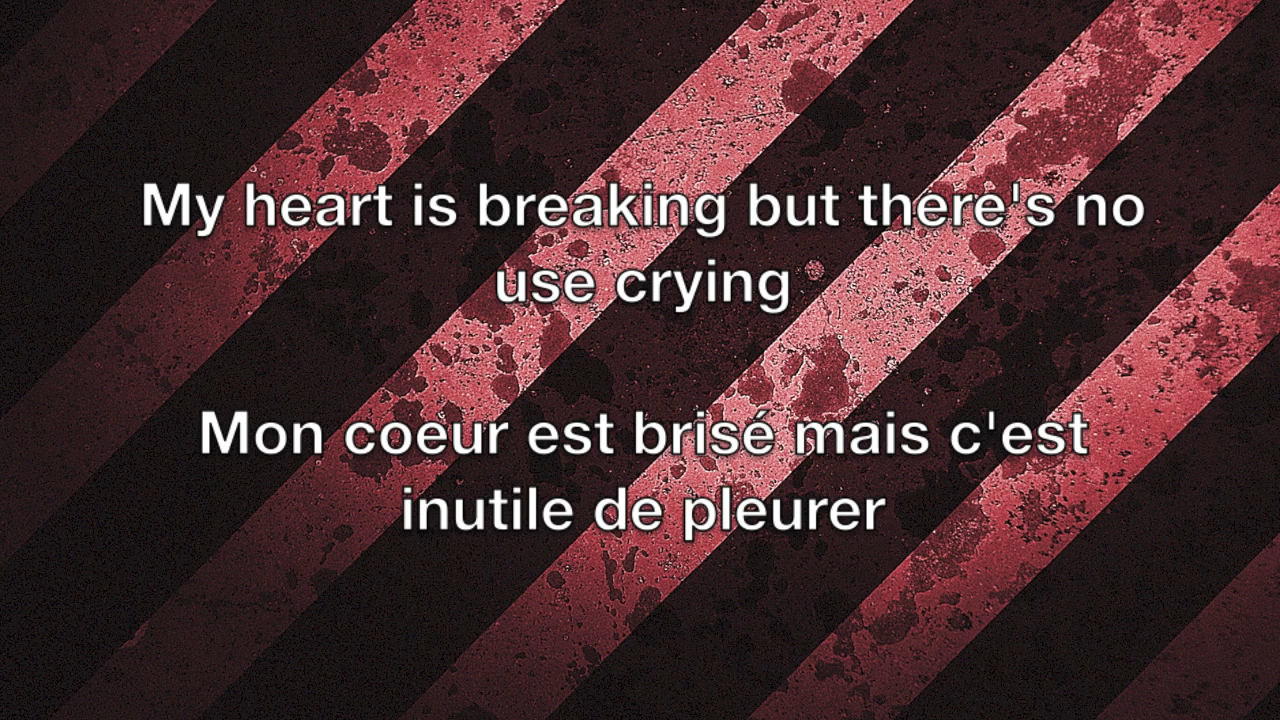 My heart is breaking but there's no
use crying
Mon coeur est brisé mais c'est
inutile de pleurer